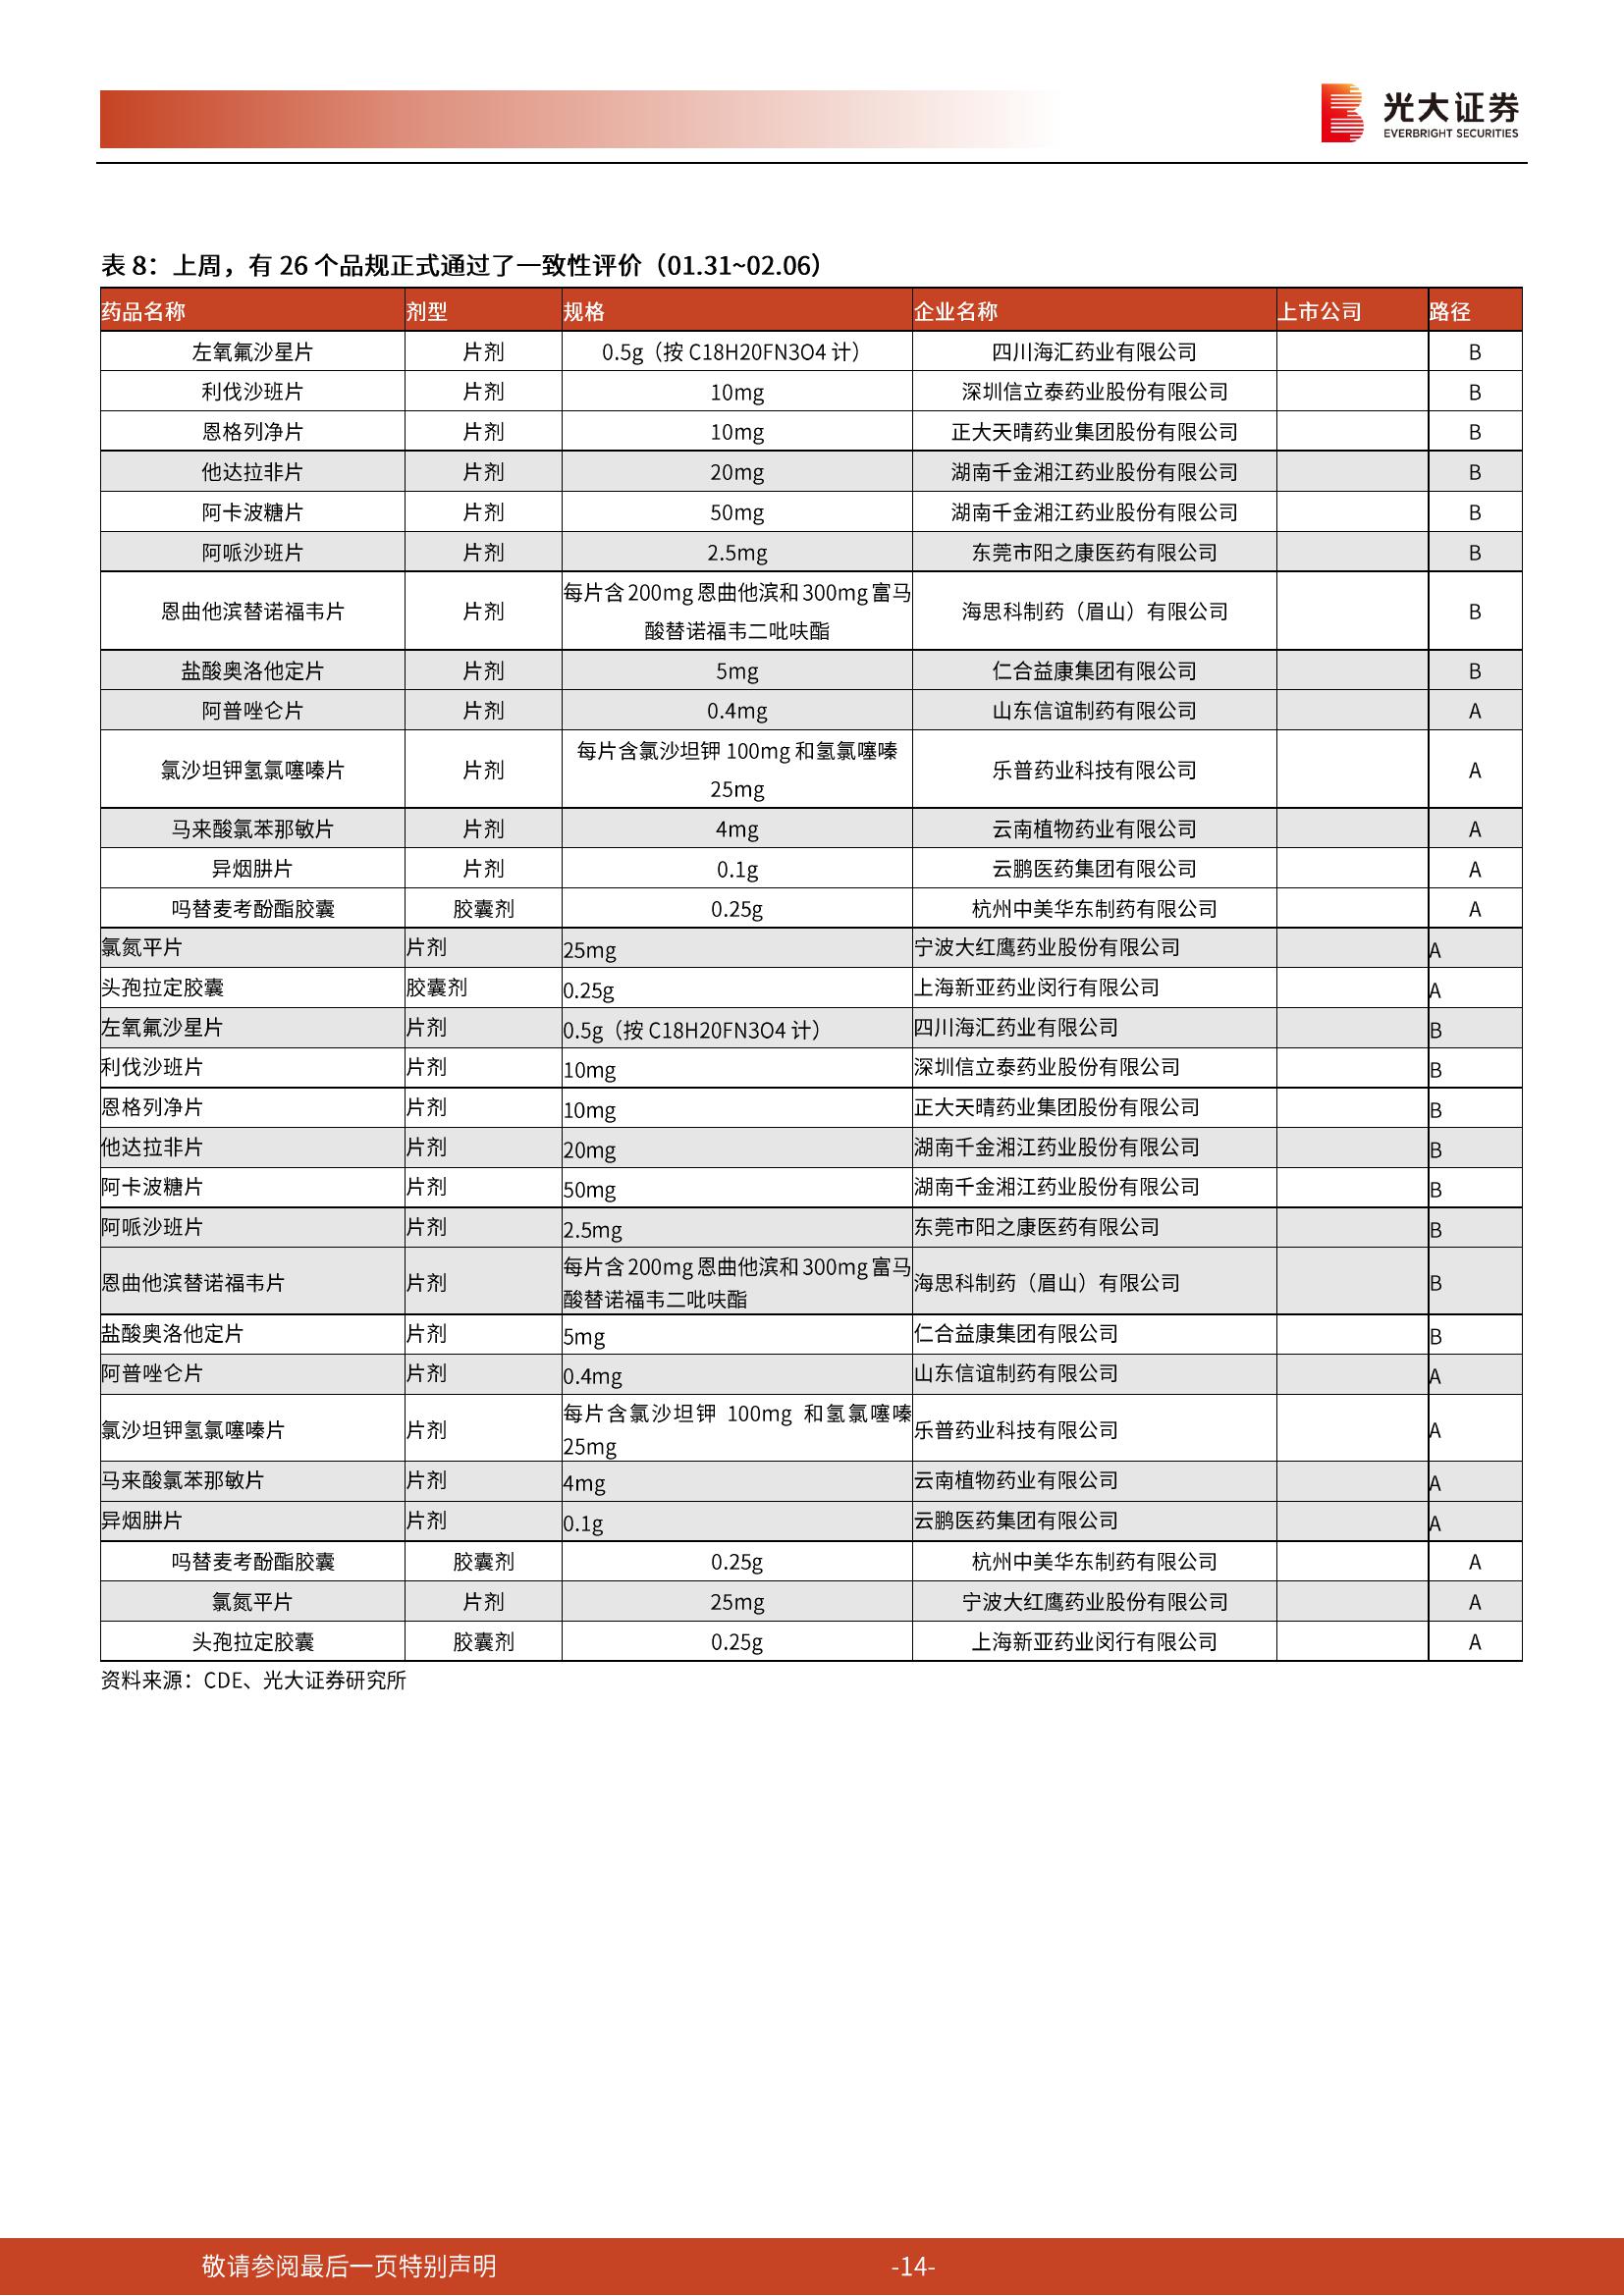 光大证券
EVERBRIGHT SECURITIES
表 8：上周，有 26 个品规正式通过了一致性评价（01.31~02.06）
药品名称 剂型 规格 企业名称 上市公司 路径
左氧氟沙星片 片剂 0.5g（按 C18H20FN3O4 计） 四川海汇药业有限公司 B
利伐沙班片 片剂 10mg 深圳信立泰药业股份有限公司 B
恩格列净片 片剂 10mg 正大天晴药业集团股份有限公司 B
他达拉非片 片剂 20mg 湖南千金湘江药业股份有限公司 B
阿卡波糖片 片剂 50mg 湖南千金湘江药业股份有限公司 B
阿哌沙班片 片剂 2.5mg 东莞市阳之康医药有限公司 B
恩曲他滨替诺福韦片 片剂 每片含 200mg 恩曲他滨和 300mg 富马
酸替诺福韦二吡呋酯 海思科制药（眉山）有限公司 B
盐酸奥洛他定片 片剂 5mg 仁合益康集团有限公司 B
阿普唑仑片 片剂 0.4mg 山东信谊制药有限公司 A
氯沙坦钾氢氯噻嗪片 片剂 每片含氯沙坦钾 100mg 和氢氯噻嗪
25mg 乐普药业科技有限公司 A
马来酸氯苯那敏片 片剂 4mg 云南植物药业有限公司 A
异烟肼片 片剂 0.1g 云鹏医药集团有限公司 A
吗替麦考酚酯胶囊 胶囊剂 0.25g 杭州中美华东制药有限公司 A
氯氮平片 片剂 25mg 宁波大红鹰药业股份有限公司 A
头孢拉定胶囊 胶囊剂 0.25g 上海新亚药业闵行有限公司 A
左氧氟沙星片 片剂 0.5g（按 C18H20FN3O4 计） 四川海汇药业有限公司 B
利伐沙班片 片剂 10mg 深圳信立泰药业股份有限公司 B
恩格列净片 片剂 10mg 正大天晴药业集团股份有限公司 B
他达拉非片 片剂 20mg 湖南千金湘江药业股份有限公司 B
阿卡波糖片 片剂 50mg 湖南千金湘江药业股份有限公司 B
阿哌沙班片 片剂 2.5mg 东莞市阳之康医药有限公司 B
恩曲他滨替诺福韦片 片剂 每片含 200mg 恩曲他滨和 300mg 富马
酸替诺福韦二吡呋酯 海思科制药（眉山）有限公司 B
盐酸奥洛他定片 片剂 5mg 仁合益康集团有限公司 B
阿普唑仑片 片剂 0.4mg 山东信谊制药有限公司 A
氯沙坦钾氢氯噻嗪片 片剂 每片含氯沙坦钾 100mg 和氢氯噻嗪
25mg 乐普药业科技有限公司 A
马来酸氯苯那敏片 片剂 4mg 云南植物药业有限公司 A
异烟肼片 片剂 0.1g 云鹏医药集团有限公司 A
吗替麦考酚酯胶囊 胶囊剂 0.25g 杭州中美华东制药有限公司 A
氯氮平片 片剂 25mg 宁波大红鹰药业股份有限公司 A
头孢拉定胶囊 胶囊剂 0.25g 上海新亚药业闵行有限公司 A
资料来源：CDE、光大证券研究所
敬请参阅最后一页特别声明 -14-